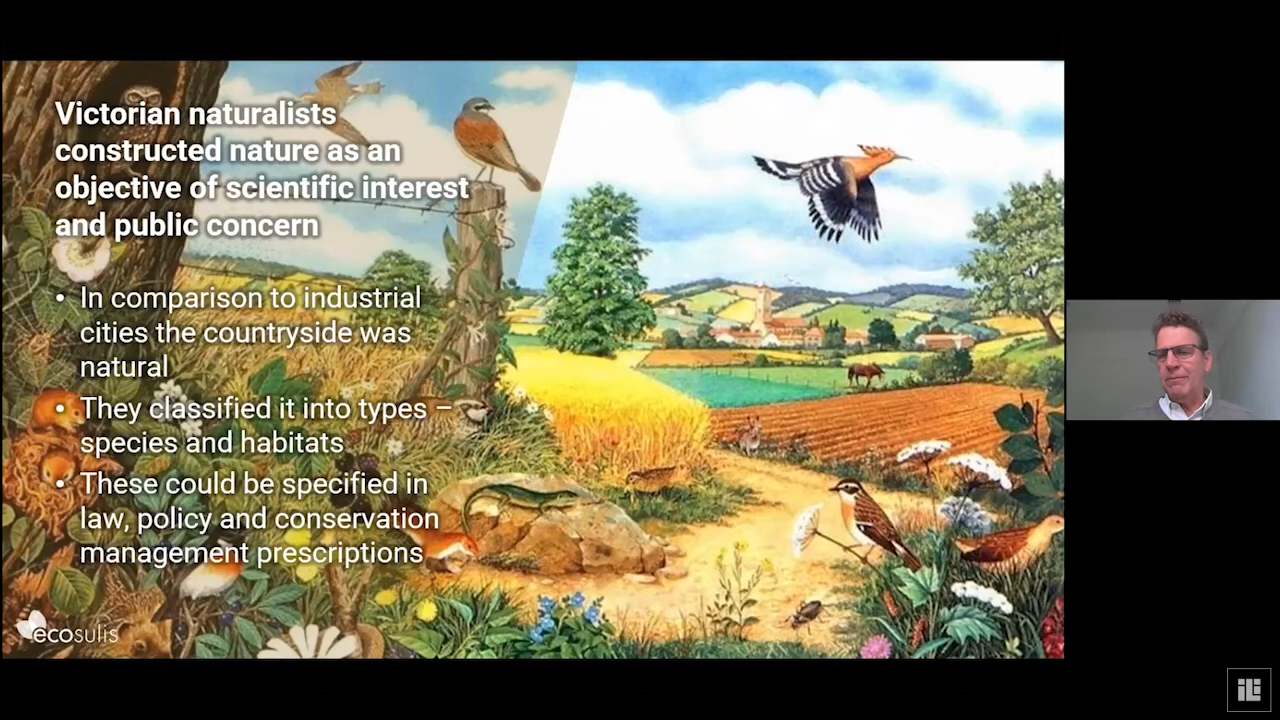 Victorian naturalists
constructed nature as an
objective of scientific interest
and public concern
• In comparison to industrial
cities the countryside was
natural
• They classified it into types –
species and habitats
• These could be specified in
law, policy and conservation
management prescriptions
ecosulis